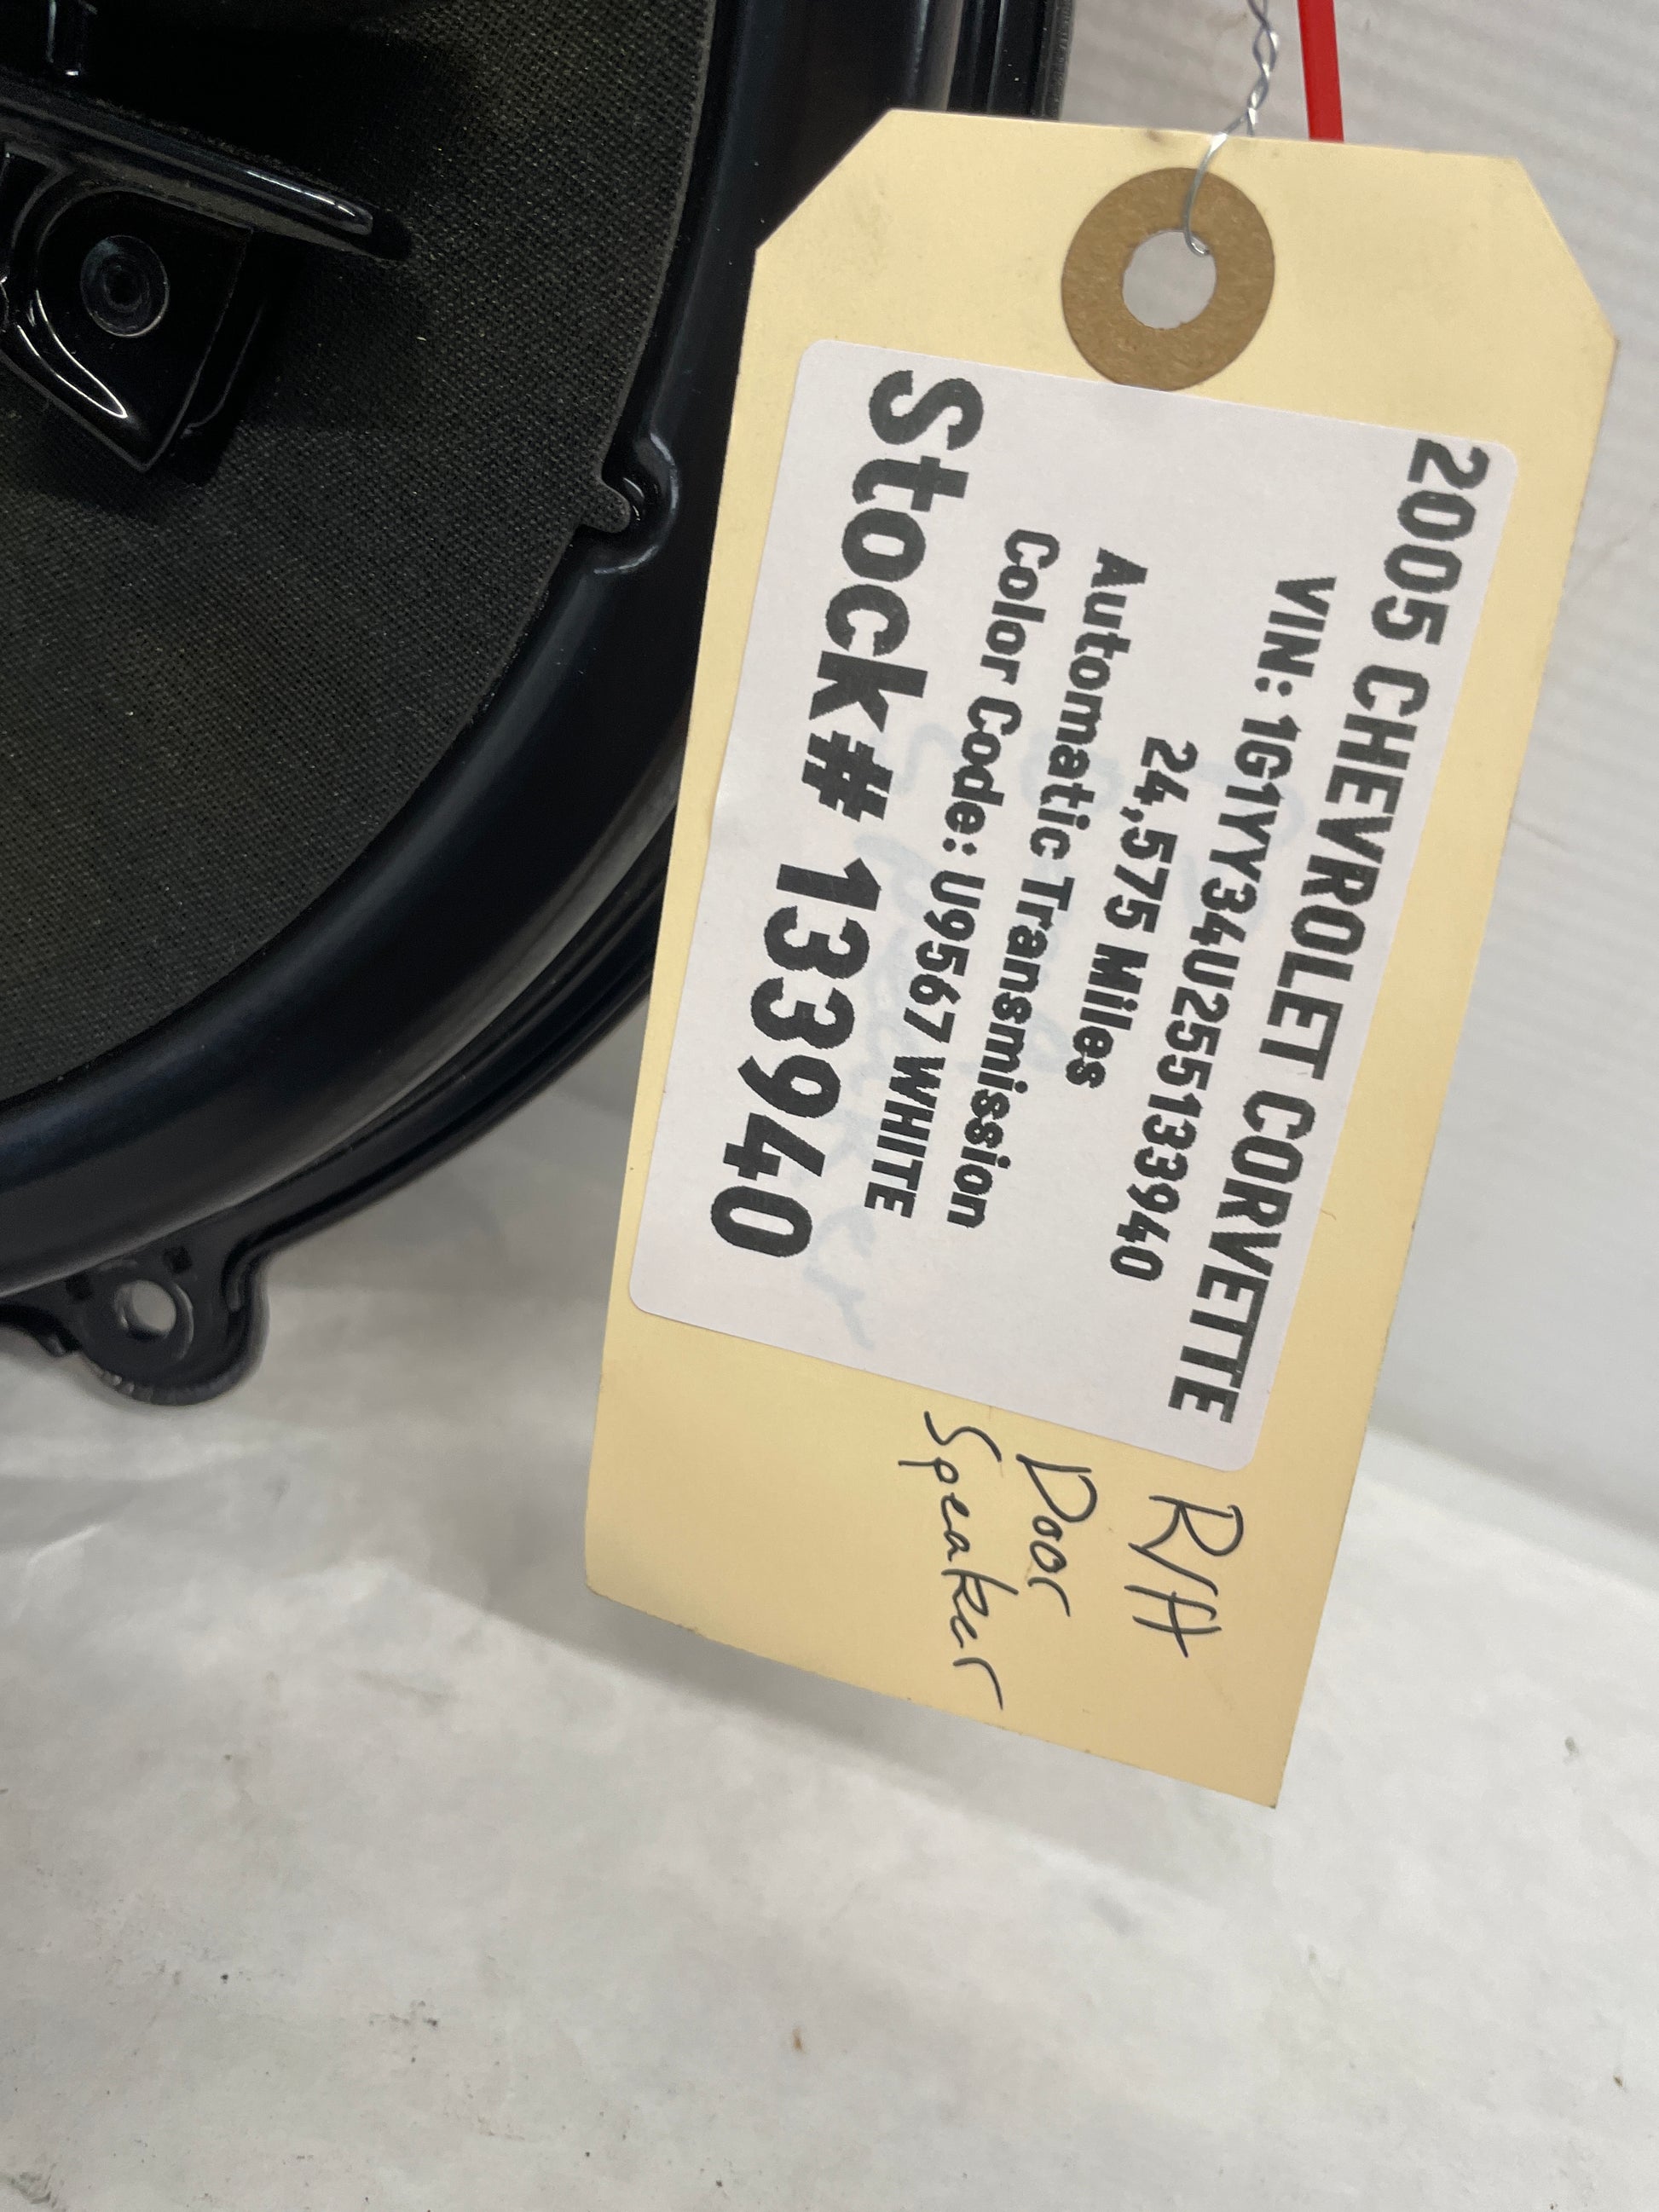 2005 CHEVROLET CORVETTE
VIN: 1G1YY34U255133940
24,575 Miles
Automatic Transmission
Color Code: U9567 WHITE
Stock# 133940
R/H
Door
Speaker